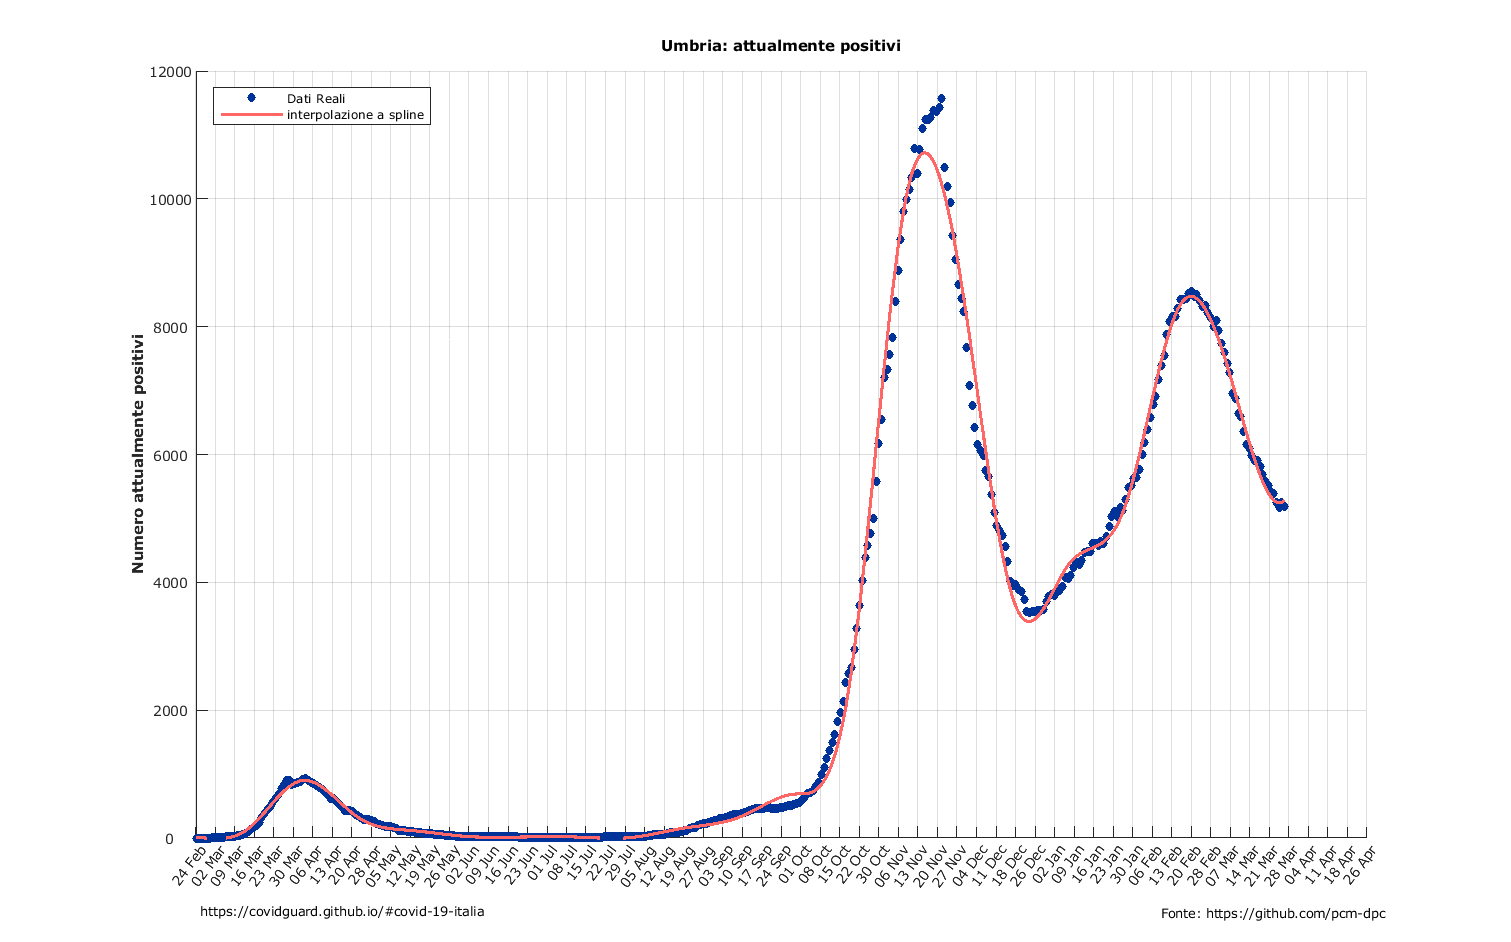 Umbria: attualmente positivi
12000
10000
8000
6000
4000
2000
0
Numero attualmente positivi
Dati Reali
interpolazione a spline
24 Feb
02 Mar
09 Mar
16 Mar
23 Mar
30 Mar
06 Apr
13 Apr
20 Apr
28 Apr
05 May
12 May
19 May
26 May
02 Jun
09 Jun
16 Jun
23 Jun
01 Jul
08 Jul
15 Jul
22 Jul
29 Jul
05 Aug
12 Aug
19 Aug
27 Aug
03 Sep
10 Sep
17 Sep
24 Sep
01 Oct
08 Oct
15 Oct
22 Oct
30 Oct
06 Nov
13 Nov
20 Nov
27 Nov
04 Dec
11 Dec
18 Dec
26 Dec
02 Jan
09 Jan
16 Jan
23 Jan
30 Jan
06 Feb
13 Feb
20 Feb
28 Feb
07 Mar
14 Mar
21 Mar
28 Mar
04 Apr
11 Apr
18 Apr
26 Apr
https://covidguard.github.io/#covid-19-italia
Fonte: https://github.com/pcm-dpc